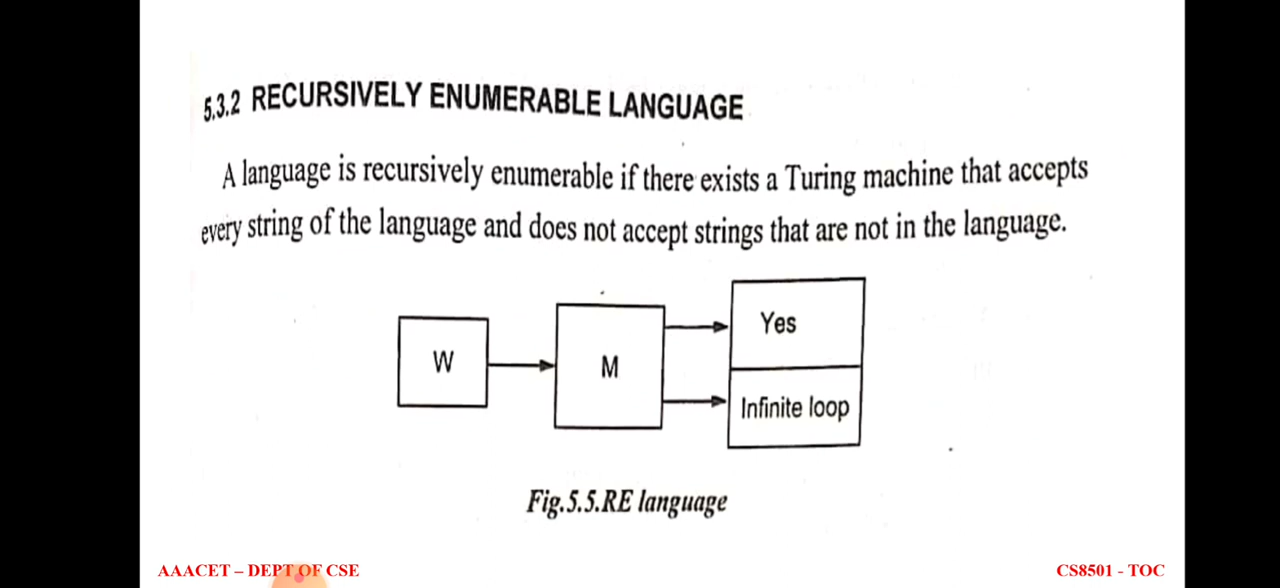 5.3.2 RECURSIVELY ENUMERABLE LANGUAGE
A language is recursively enumerable if there exists a Turing machine that accepts
every string of the language and does not accept strings that are not in the language.
W
M
Yes
Infinite loop
Fig.5.5.RE language
AAACET – DEPT OF CSE
CS8501 - TOC